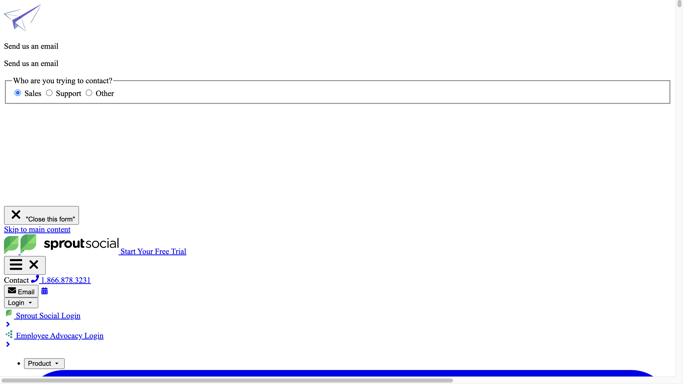 Send us an email
Send us an email
Who are you trying to contact?
Sales Support Other
"Close this form"
Skip to main content
sproutsocial Start Your Free Trial
Contact 1.866.878.3231
Email
Login
Sprout Social Login
Employee Advocacy Login
Product